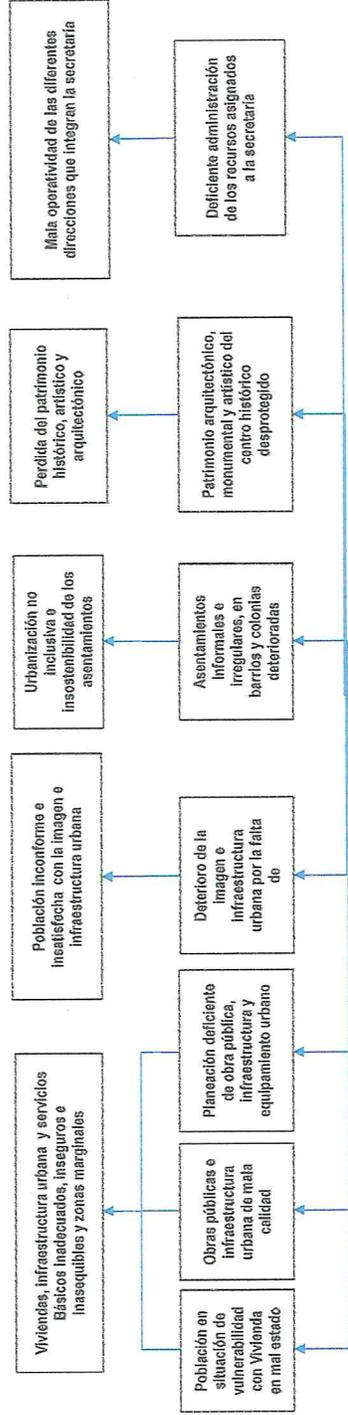 Viviendas, infraestructura urbana y servicios
Básicos inadecuados, inseguros e
inasequibles y zonas marginales
Población inconforme e
insatisfecha con la imagen e
infraestructura urbana
Urbanización no
inclusiva e
insostenibilidad de los
asentamientos
Perdida del patrimonio
histórico, artístico y
arquitectónico
Mala operatividad de las diferentes
direcciones que integran la secretaría
Población en
situación de
vulnerabilidad
con Vivienda
en mal estado
Obras públicas e
infraestructura
urbana de mala
calidad
Planeación deficiente
de obra pública,
infraestructura y
equipamiento urbano
Deterioro de la
imagen e
infraestructura
urbana por la falta
de
Asentamientos
informales e
irregulares, en
barrios y colonias
deterioradas
Patrimonio arquitectónico,
monumental y artístico del
centro histórico
desprotegido
Deficiente administración
de los recursos asignados
a la secretaría